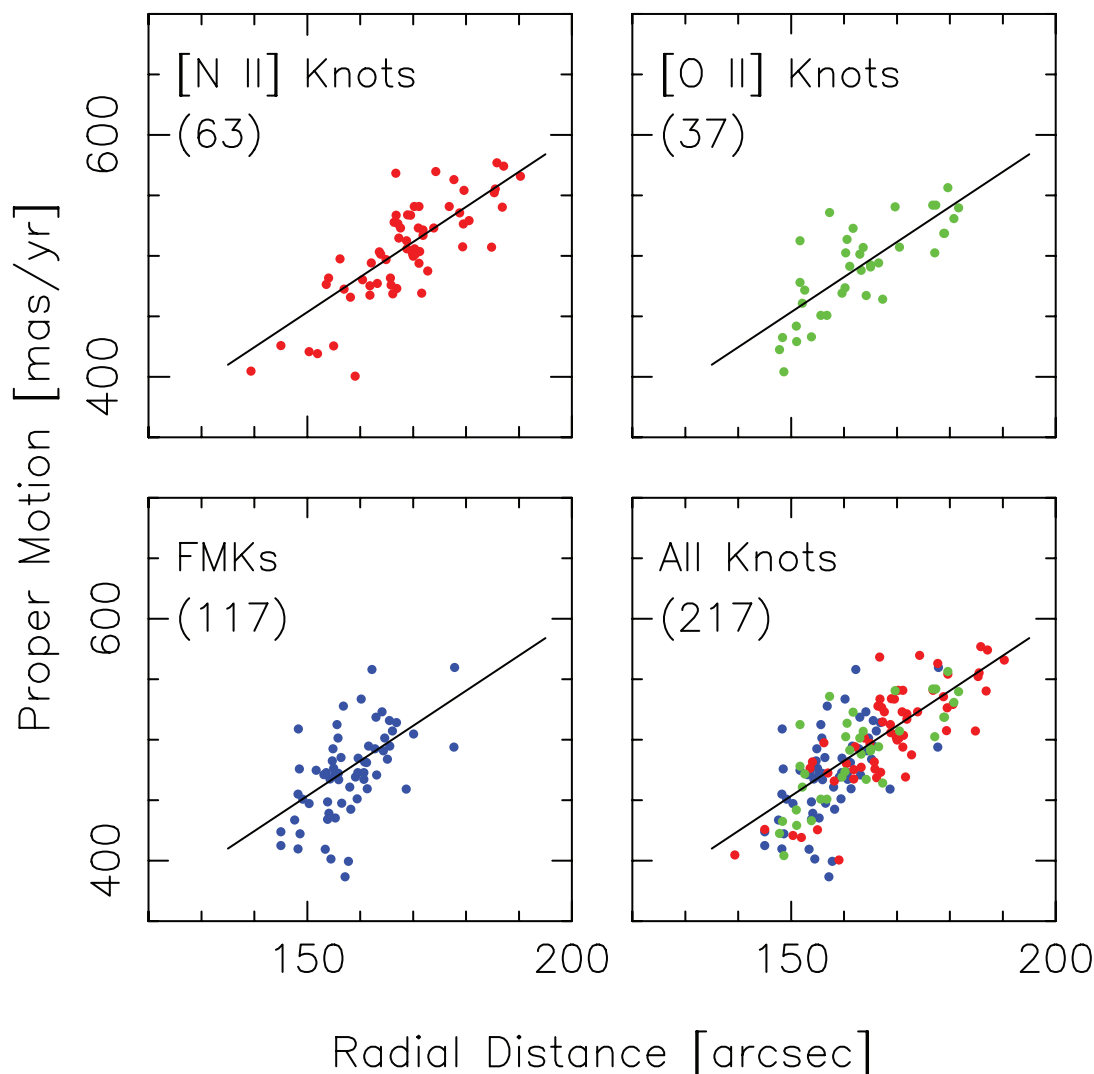 [N II] Knots
(63)
[O II] Knots
(37)
600
400
FMKs
(117)
All Knots
(217)
600
400
150
200
150
200
Proper Motion [mas/yr]
Radial Distance [arcsec]